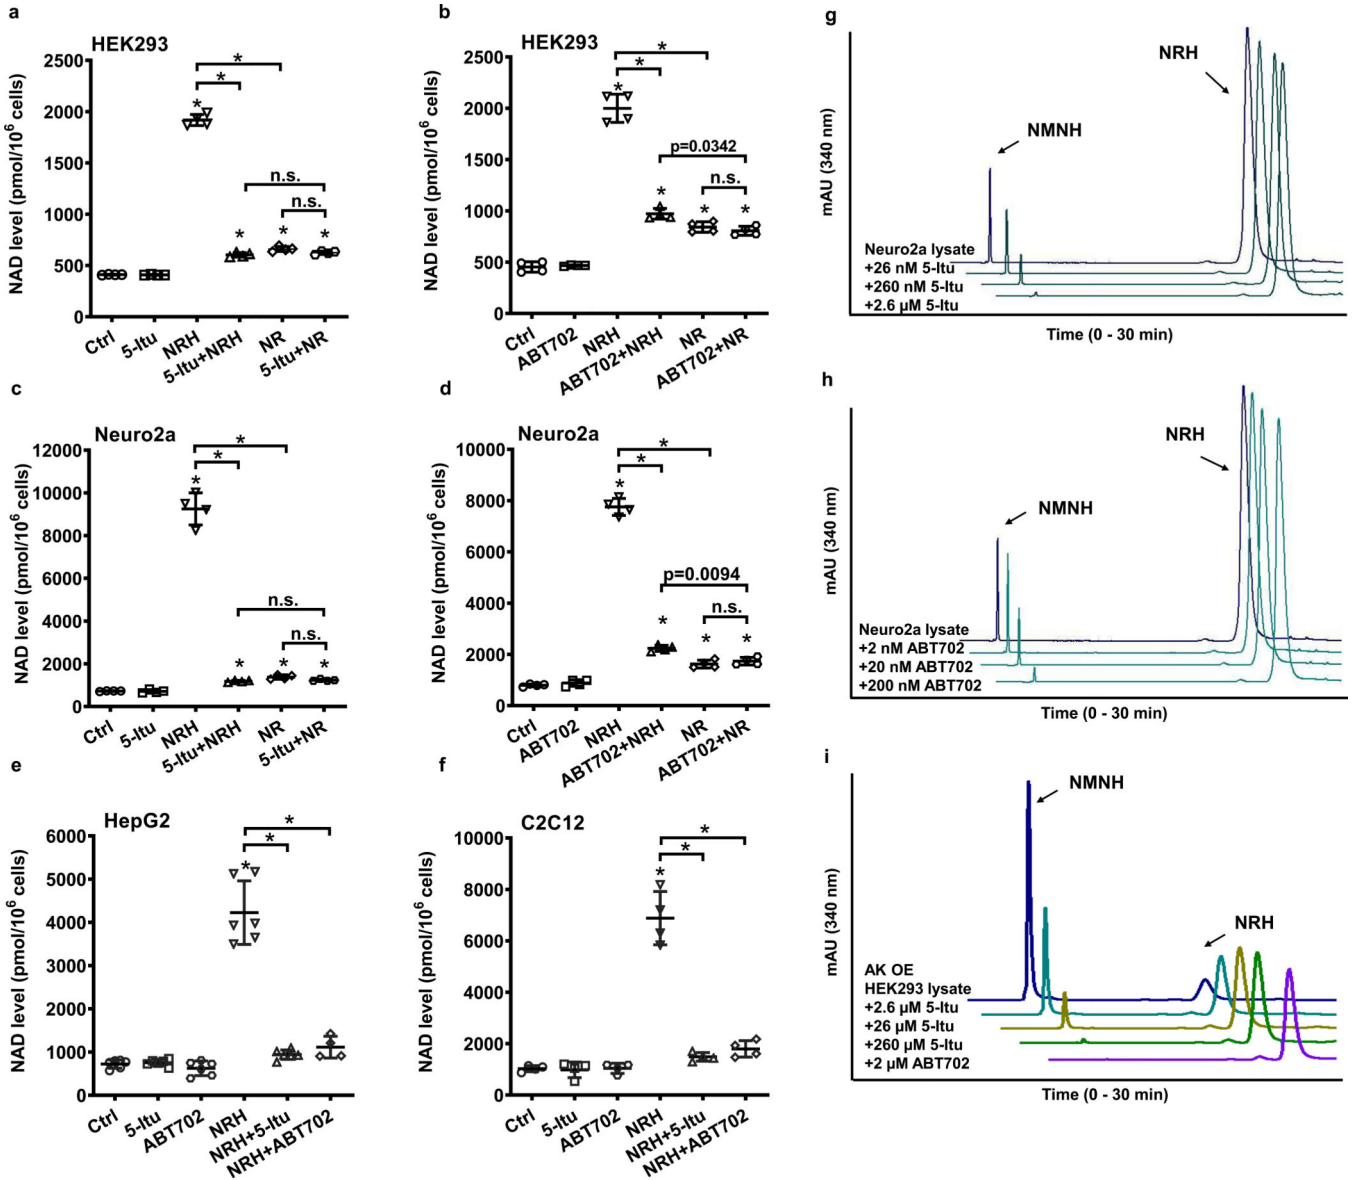 a
HEK293
NAD level (pmol/10^6 cells)
2500
2000
1500
1000
500
0
*
*
*
n.s.
n.s.
*
*
*
Ctrl
5-Itu
NRH
5-Itu+NRH
NR
5-Itu+NR
b
HEK293
NAD level (pmol/10^6 cells)
2500
2000
1500
1000
500
0
*
*
*
p=0.0342
n.s.
*
*
*
Ctrl
ABT702
NRH
ABT702+NRH
NR
ABT702+NR
c
Neuro2a
NAD level (pmol/10^6 cells)
12000
10000
8000
6000
4000
2000
0
*
*
*
n.s.
n.s.
*
*
*
Ctrl
5-Itu
NRH
5-Itu+NRH
NR
5-Itu+NR
d
Neuro2a
NAD level (pmol/10^6 cells)
10000
8000
6000
4000
2000
0
*
*
*
p=0.0094
n.s.
*
*
*
Ctrl
ABT702
NRH
ABT702+NRH
NR
ABT702+NR
e
HepG2
NAD level (pmol/10^6 cells)
6000
5000
4000
3000
2000
1000
0
*
*
*
Ctrl
5-Itu
ABT702
NRH
NRH+5-Itu
NRH+ABT702
f
C2C12
NAD level (pmol/10^6 cells)
10000
8000
6000
4000
2000
0
*
*
*
Ctrl
5-Itu
ABT702
NRH
NRH+5-Itu
NRH+ABT702
g
mAU (340 nm)
NRH
NMNH
Neuro2a lysate
+26 nM 5-Itu
+260 nM 5-Itu
+2.6 µM 5-Itu
Time (0 - 30 min)
h
mAU (340 nm)
NRH
NMNH
Neuro2a lysate
+2 nM ABT702
+20 nM ABT702
+200 nM ABT702
Time (0 - 30 min)
i
mAU (340 nm)
NMNH
NRH
AK OE
HEK293 lysate
+2.6 µM 5-Itu
+26 µM 5-Itu
+260 µM 5-Itu
+2 µM ABT702
Time (0 - 30 min)